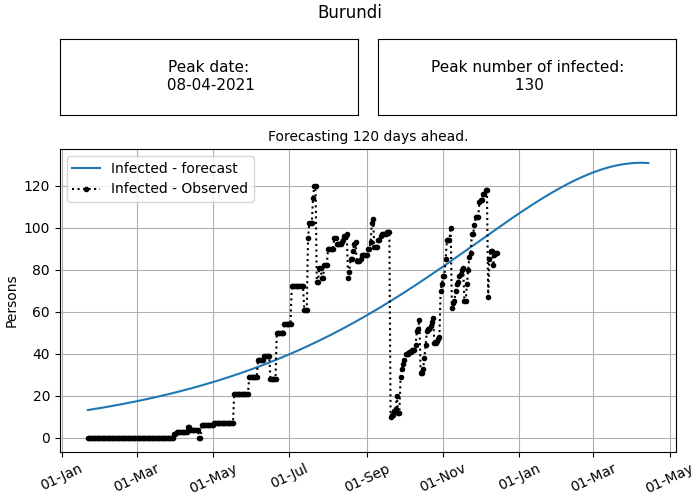 Burundi
Peak date:
08-04-2021
Peak number of infected:
130
Forecasting 120 days ahead.
Infected - forecast
Infected - Observed
Persons
120
100
80
60
40
20
0
01-Jan
01-Mar
01-May
01-Jul
01-Sep
01-Nov
01-Jan
01-Mar
01-May